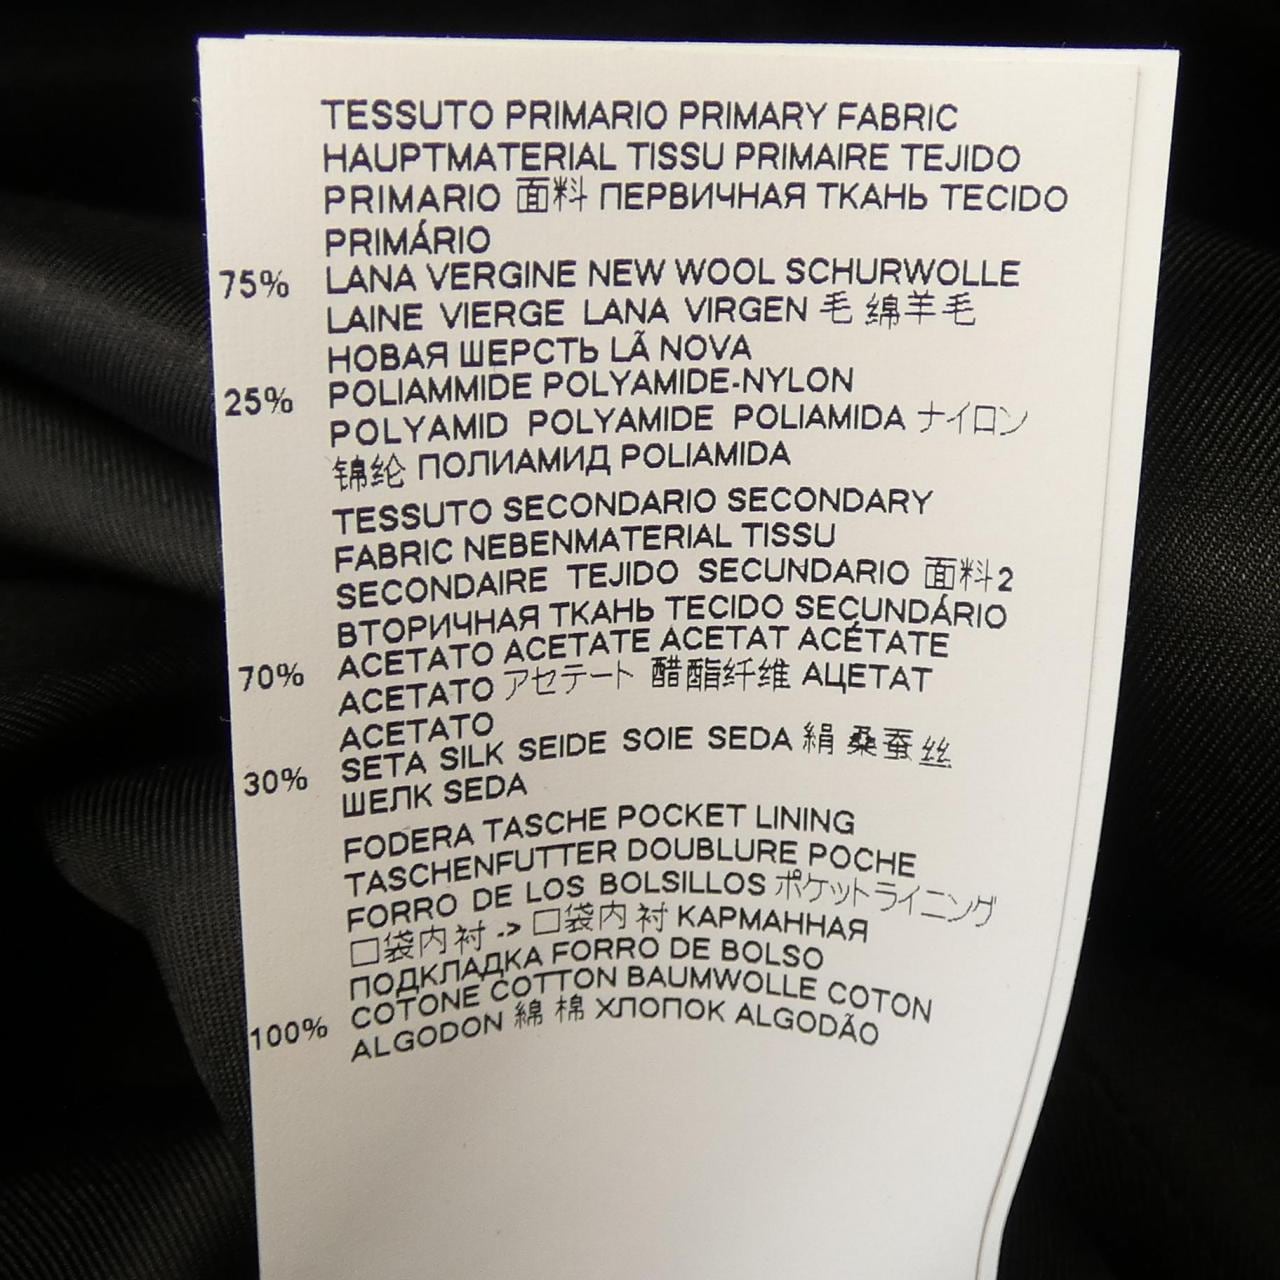 TESSUTO PRIMARIO PRIMARY FABRIC
HAUPTMATERIAL TISSU PRIMAIRE TEJIDO
PRIMARIO 面料 ПЕРВИЧНАЯ ТКАНЬ TECIDO
PRIMÁRIO
75% LANA VERGINE NEW WOOL SCHURWOLLE
LAINE VIERGE LANA VIRGEN 毛 绵羊毛
НОВАЯ ШЕРСТЬ LÃ NOVA
25% POLIAMMIDE POLYAMIDE-NYLON
POLYAMID POLYAMIDE POLIAMIDA ナイロン
锦纶 ПОЛИАМИД POLIAMIDA
TESSUTO SECONDARIO SECONDARY
FABRIC NEBENMATERIAL TISSU
SECONDAIRE TEJIDO SECUNDARIO 面料2
ВТОРИЧНАЯ ТКАНЬ TECIDO SECUNDÁRIO
70% ACETATO ACETATE ACETAT ACÉTATE
ACETATO アセテート 醋酯纤维 АЦЕТАТ
ACETATO
30% SETA SILK SEIDE SOIE SEDA 絹 桑蚕丝
ШЕЛК SEDA
FODERA TASCHE POCKET LINING
TASCHENFUTTER DOUBLURE POCHE
FORRO DE LOS BOLSILLOS ポケットライニング
口袋内衬 -> 口袋内衬 КАРМАННАЯ
ПОДКЛАДКА FORRO DE BOLSO
100% COTONE COTTON BAUMWOLLE COTON
ALGODON 綿 棉 ХЛОПОК ALGODÃO